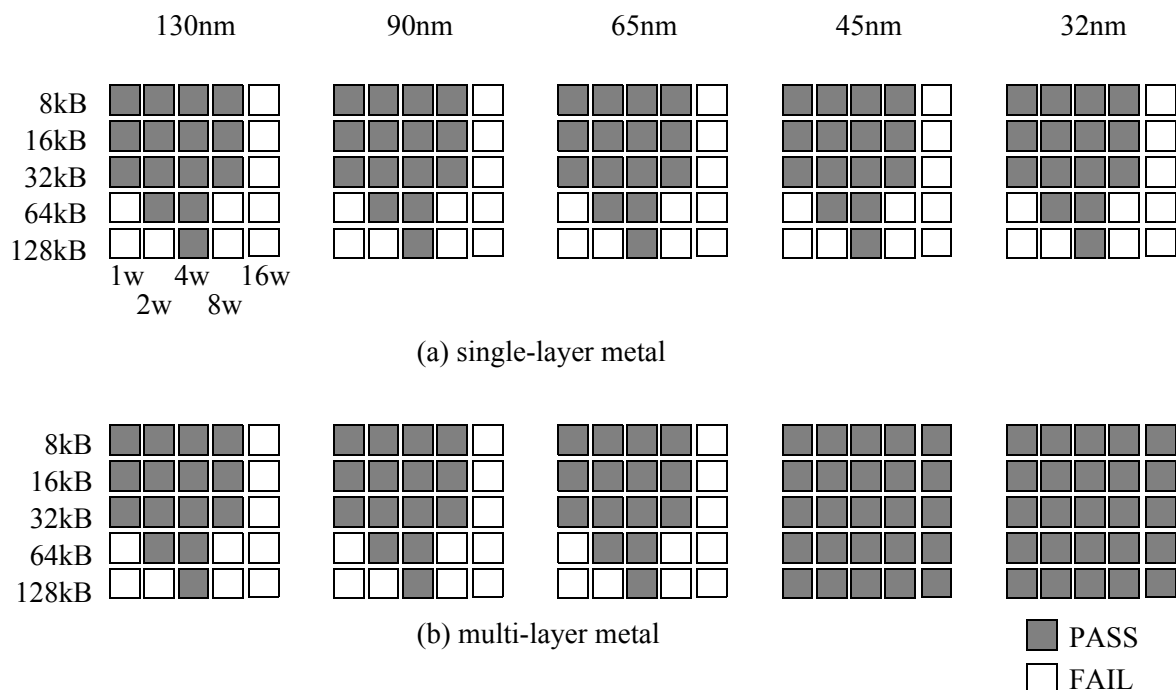 130nm 90nm 65nm 45nm 32nm
8kB
16kB
32kB
64kB
128kB
1w 4w 16w
2w 8w
(a) single-layer metal
8kB
16kB
32kB
64kB
128kB
(b) multi-layer metal
PASS
FAIL